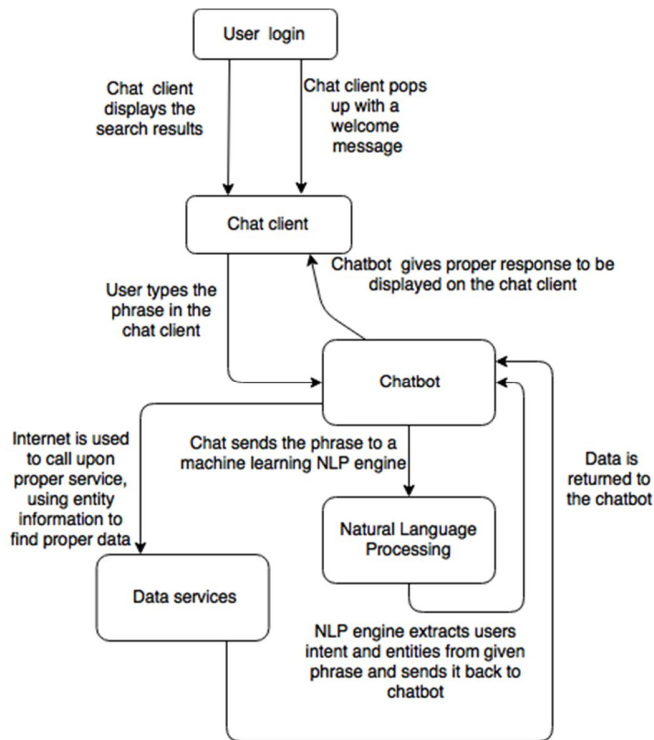 User login
Chat client
displays the
search results
Chat client pops
up with a
welcome
message
Chat client
Chatbot gives proper response to be
displayed on the chat client
User types the
phrase in the
chat client
Chatbot
Internet is used
to call upon
proper service,
using entity
information to
find proper data
Chat sends the phrase to a
machine learning NLP engine
Data is
returned to
the chatbot
Natural Language
Processing
Data services
NLP engine extracts users
intent and entities from given
phrase and sends it back to
chatbot